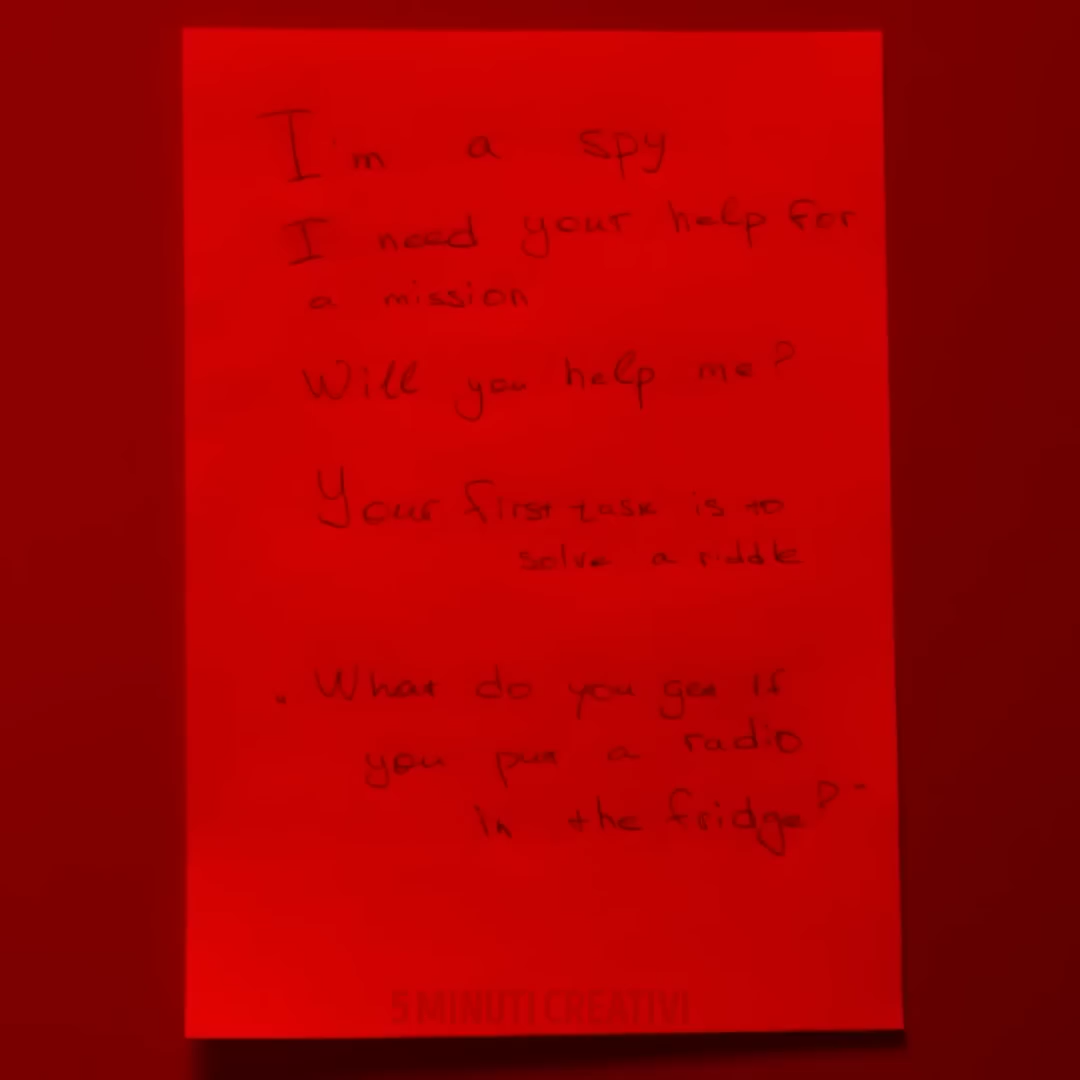 I'm a spy
I need your help for
a mission
Will you help me?
Your first task is to
solve a riddle
"What do you get if
you put a radio
in the fridge?"
5 MINUTI CREATIVI